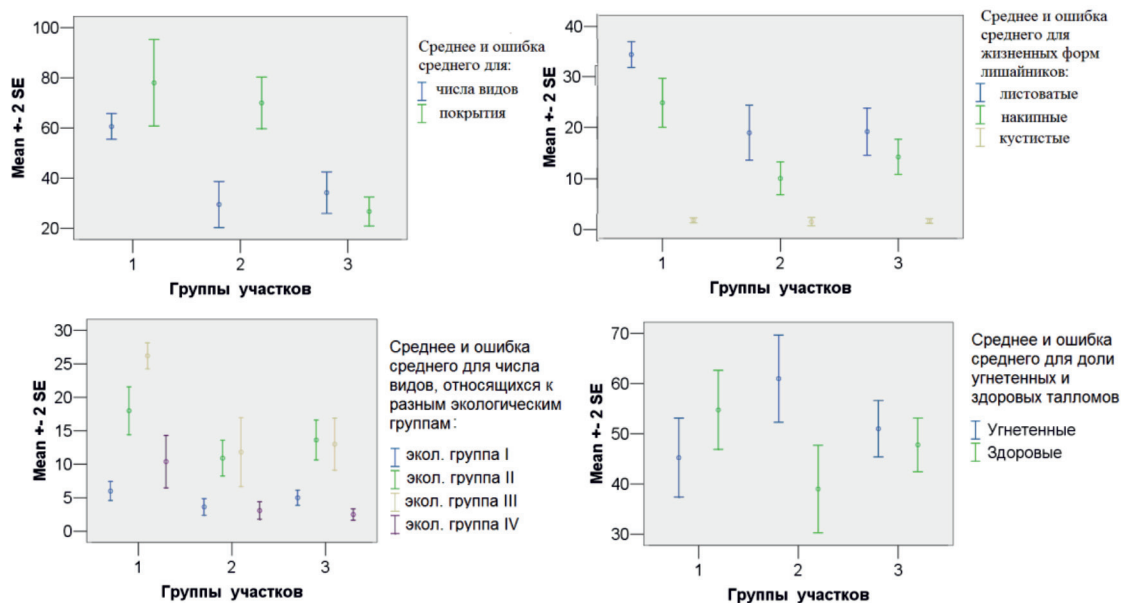 Mean +- 2 SE
100
80
60
40
20
1
2
3
Группы участков
Среднее и ошибка
среднего для:
числа видов
покрытия
Mean +- 2 SE
40
30
20
10
0
1
2
3
Группы участков
Среднее и ошибка
среднего для
жизненных форм
лишайников:
листоватые
накипные
кустистые
Mean +- 2 SE
30
25
20
15
10
5
0
1
2
3
Группы участков
Среднее и ошибка
среднего для числа
видов, относящихся к
разным экологическим
группам:
экол. группа I
экол. группа II
экол. группа III
экол. группа IV
Mean +- 2 SE
70
60
50
40
30
1
2
3
Группы участков
Среднее и ошибка
среднего для доли
угнетенных и
здоровых талломов
Угнетенные
Здоровые